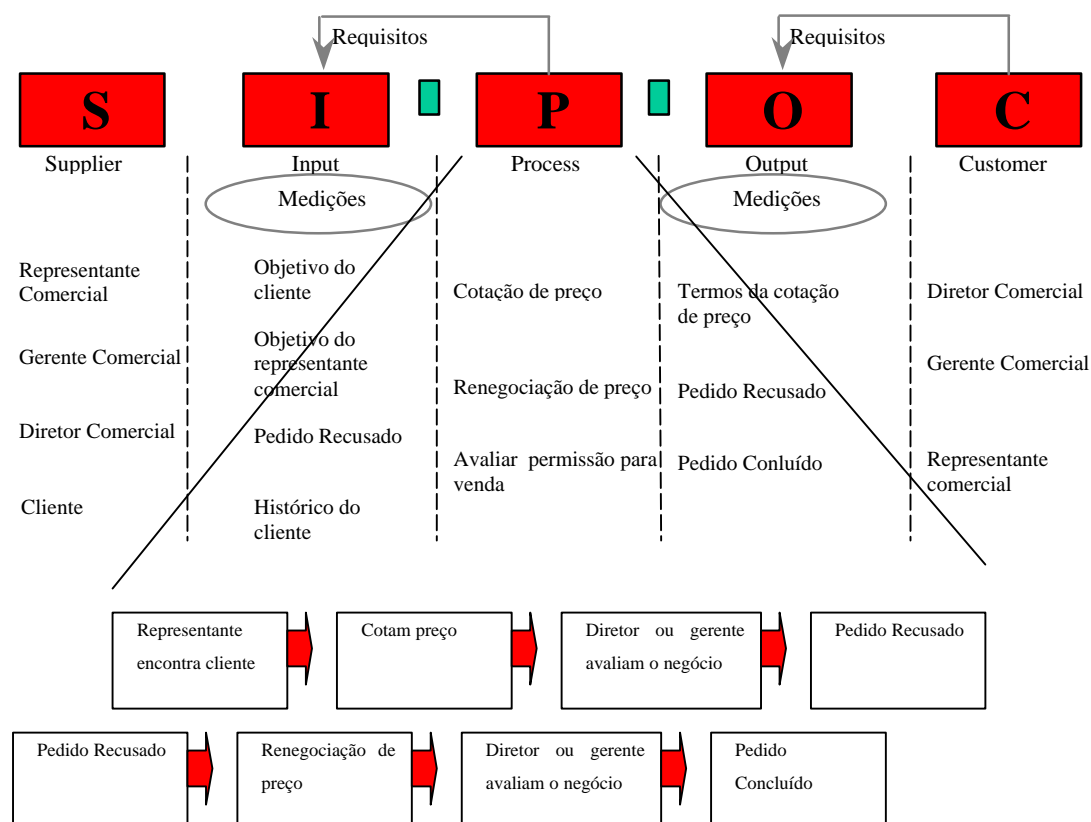 Requisitos
Requisitos
S
I
P
O
C
Supplier
Input
Process
Output
Customer
Medições
Medições
Representante
Comercial
Gerente Comercial
Diretor Comercial
Cliente
Objetivo do
cliente
Objetivo do
representante
comercial
Pedido Recusado
Histórico do
cliente
Cotação de preço
Renegociação de preço
Avaliar permissão para
venda
Termos da cotação
de preço
Pedido Recusado
Pedido Conluído
Diretor Comercial
Gerente Comercial
Representante
comercial
Representante
encontra cliente
Cotam preço
Diretor ou gerente
avaliam o negócio
Pedido Recusado
Pedido Recusado
Renegociação de
preço
Diretor ou gerente
avaliam o negócio
Pedido
Concluído